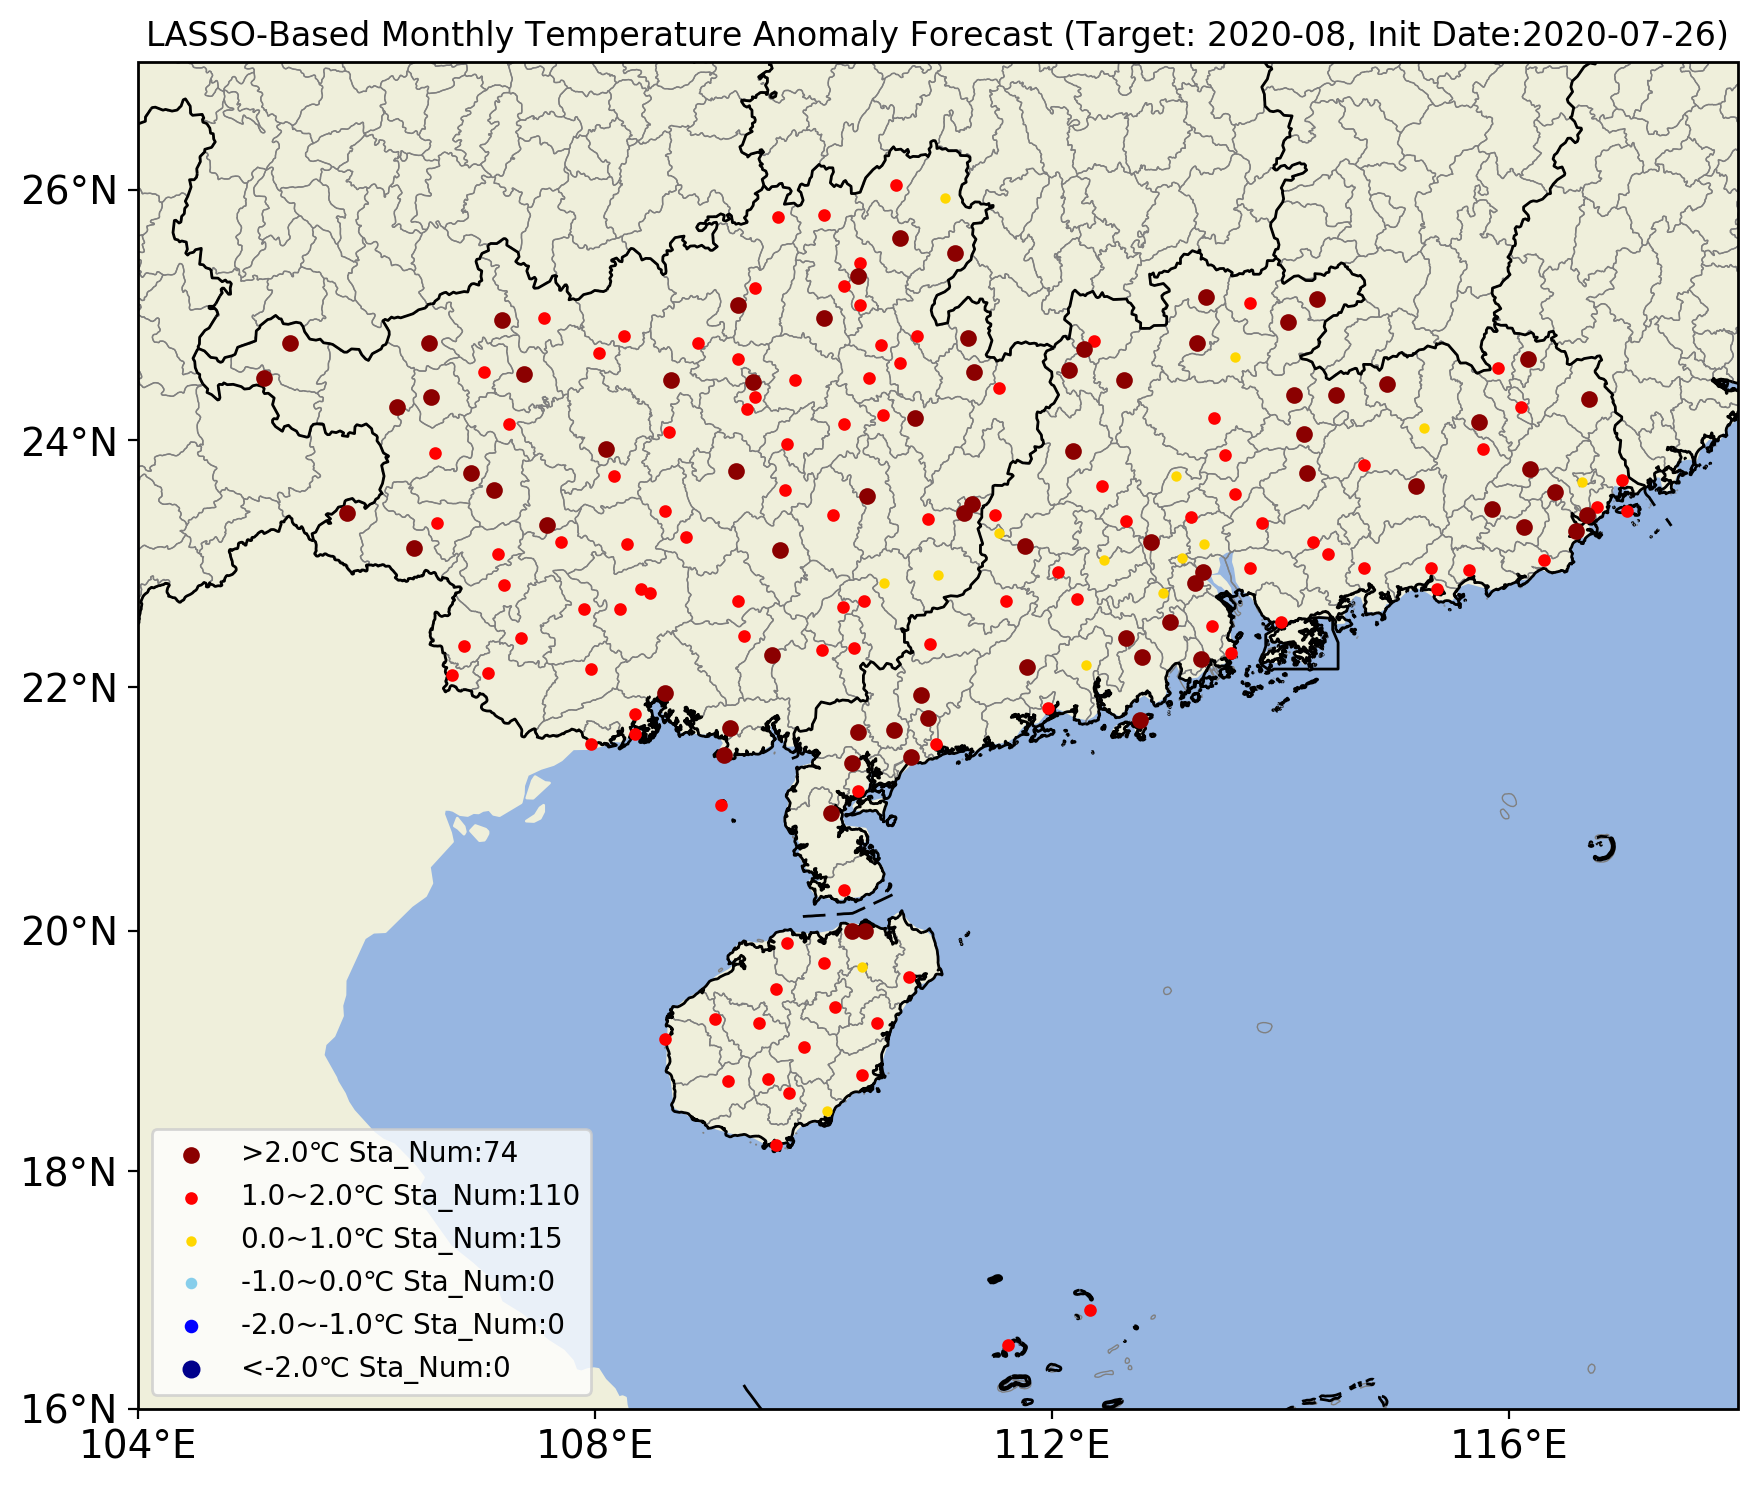 LASSO-Based Monthly Temperature Anomaly Forecast (Target: 2020-08, Init Date:2020-07-26)
26°N
24°N
22°N
20°N
18°N
16°N
>2.0℃ Sta_Num:74
1.0~2.0℃ Sta_Num:110
0.0~1.0℃ Sta_Num:15
-1.0~0.0℃ Sta_Num:0
-2.0~-1.0℃ Sta_Num:0
<-2.0℃ Sta_Num:0
104°E
108°E
112°E
116°E